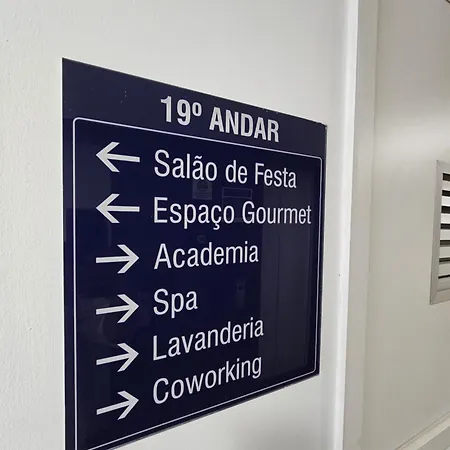 19º ANDAR
← Salão de Festa
← Espaço Gourmet
→ Academia
→ Spa
→ Lavanderia
→ Coworking